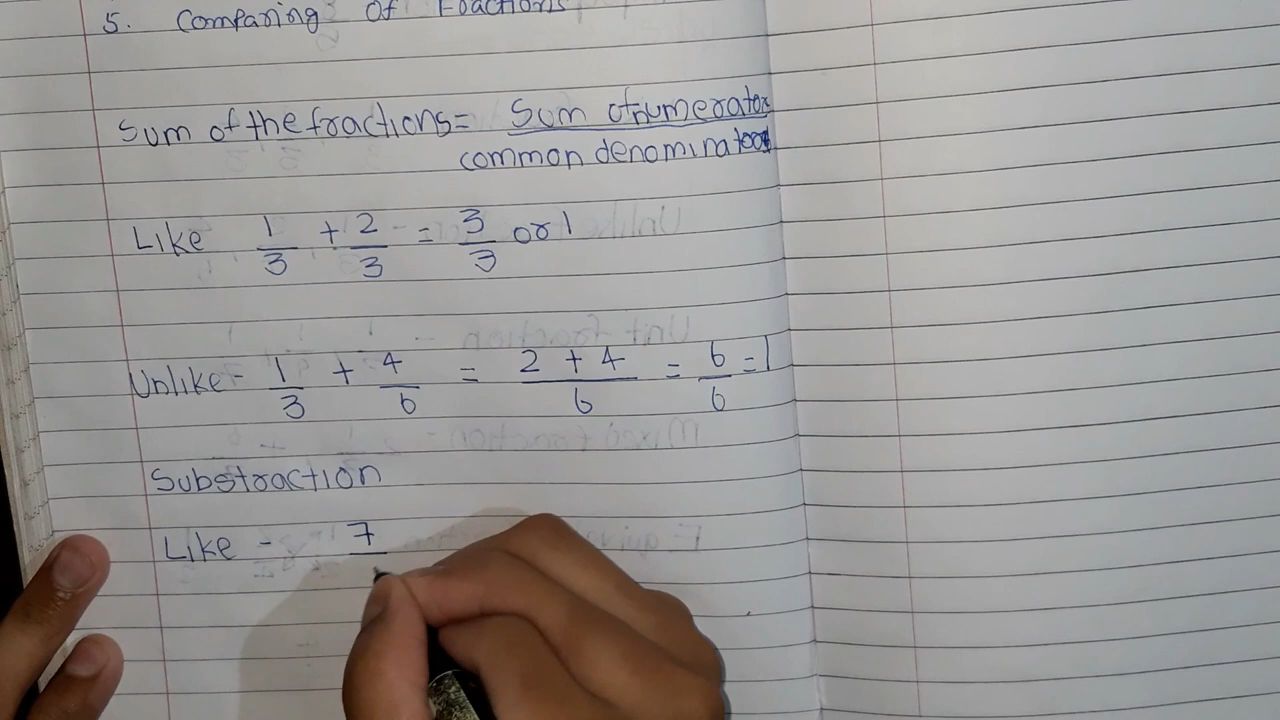 5. Comparing of Fractions
Sum of the fractions = Sum of numerator
common denominator
Like 1/3 + 2/3 = 3/3 or 1
Unlike - 1/3 + 4/6 = 2 + 4/6 = 6/6 = 1
Substraction
Like - 7